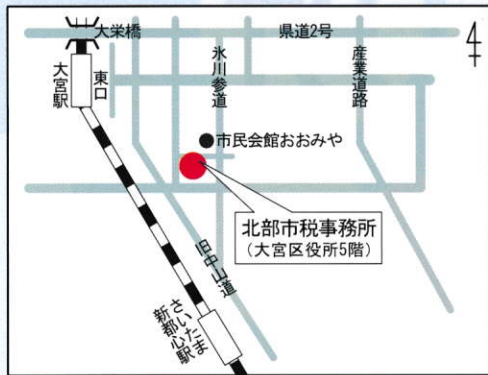 大栄橋
県道2号
大宮駅
東口
氷川参道
産業道路
市民会館おおみや
北部市税事務所
(大宮区役所5階)
旧中山道
さいたま
新都心駅